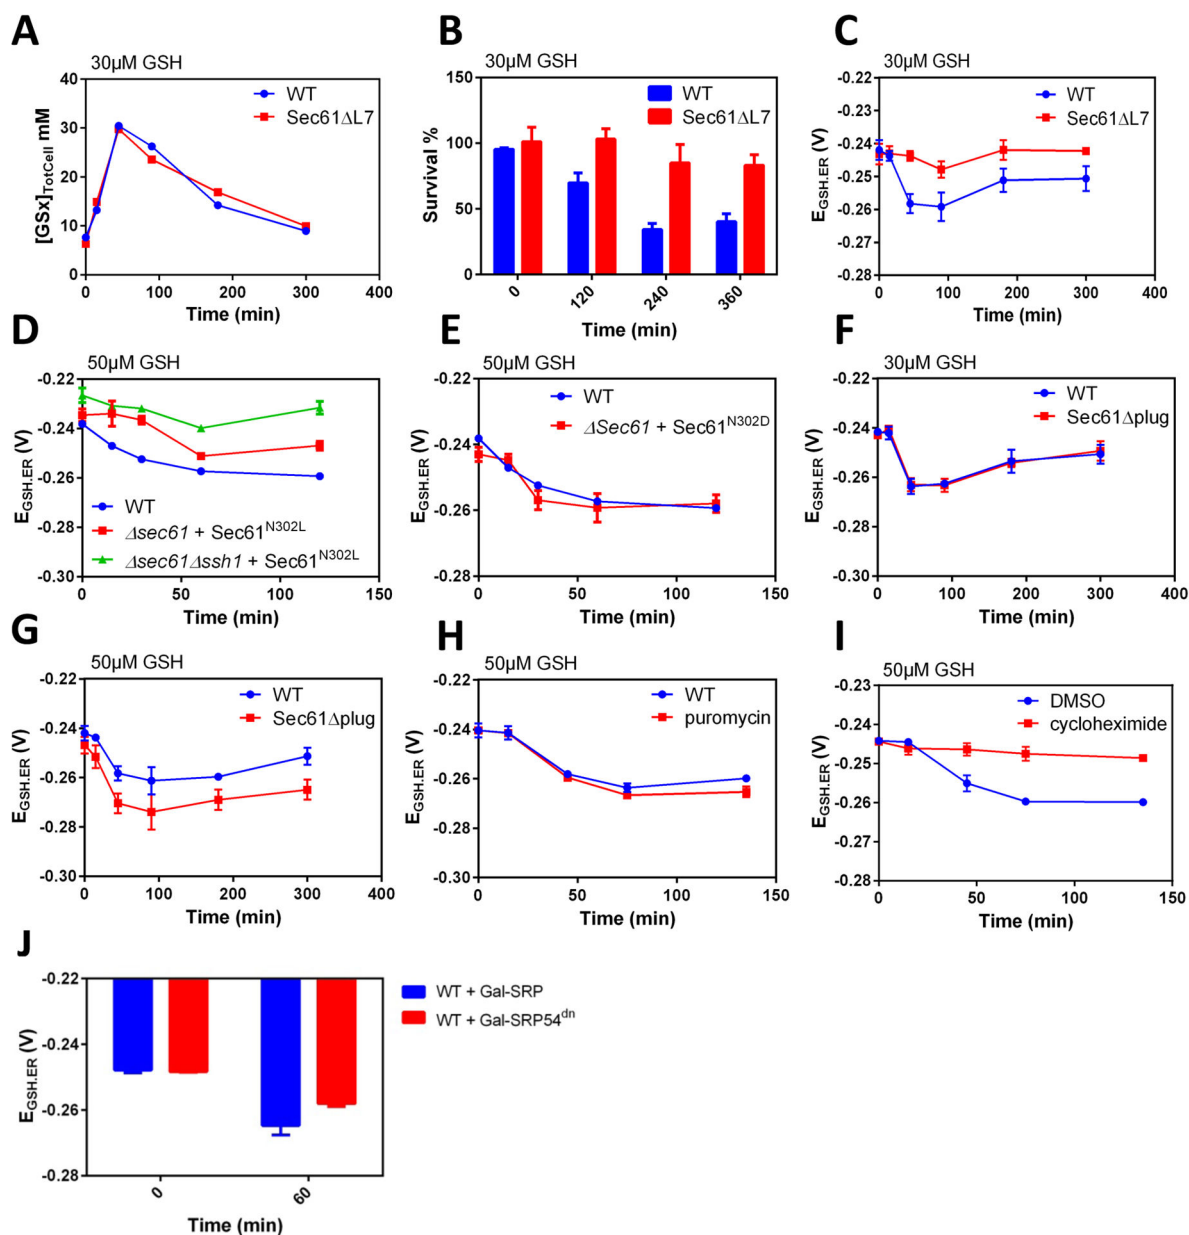 A
30µM GSH
WT
Sec61ΔL7
[GSx]TotCell mM
40
30
20
10
0
0 100 200 300 400
Time (min)
B
30µM GSH
WT
Sec61ΔL7
Survival %
150
100
50
0
0 120 240 360
Time (min)
C
30µM GSH
WT
Sec61ΔL7
EGSH.ER (V)
-0.22
-0.23
-0.24
-0.25
-0.26
-0.27
-0.28
0 100 200 300 400
Time (min)
D
50µM GSH
EGSH.ER (V)
-0.22
-0.24
-0.26
-0.28
-0.30
WT
Δsec61 + Sec61N302L
Δsec61Δssh1 + Sec61N302L
0 50 100 150
Time (min)
E
50µM GSH
WT
ΔSec61 + Sec61N302D
EGSH.ER (V)
-0.22
-0.24
-0.26
-0.28
0 50 100 150
Time (min)
F
30µM GSH
WT
Sec61Δplug
EGSH.ER (V)
-0.22
-0.24
-0.26
-0.28
-0.30
0 100 200 300 400
Time (min)
G
50µM GSH
WT
Sec61Δplug
EGSH.ER (V)
-0.22
-0.24
-0.26
-0.28
-0.30
0 100 200 300 400
Time (min)
H
50µM GSH
WT
puromycin
EGSH.ER (V)
-0.22
-0.24
-0.26
-0.28
-0.30
0 50 100 150
Time (min)
I
50µM GSH
DMSO
cycloheximide
EGSH.ER (V)
-0.23
-0.24
-0.25
-0.26
-0.27
-0.28
0 50 100 150
Time (min)
J
WT + Gal-SRP
WT + Gal-SRP54dn
EGSH.ER (V)
-0.22
-0.24
-0.26
-0.28
0 60
Time (min)